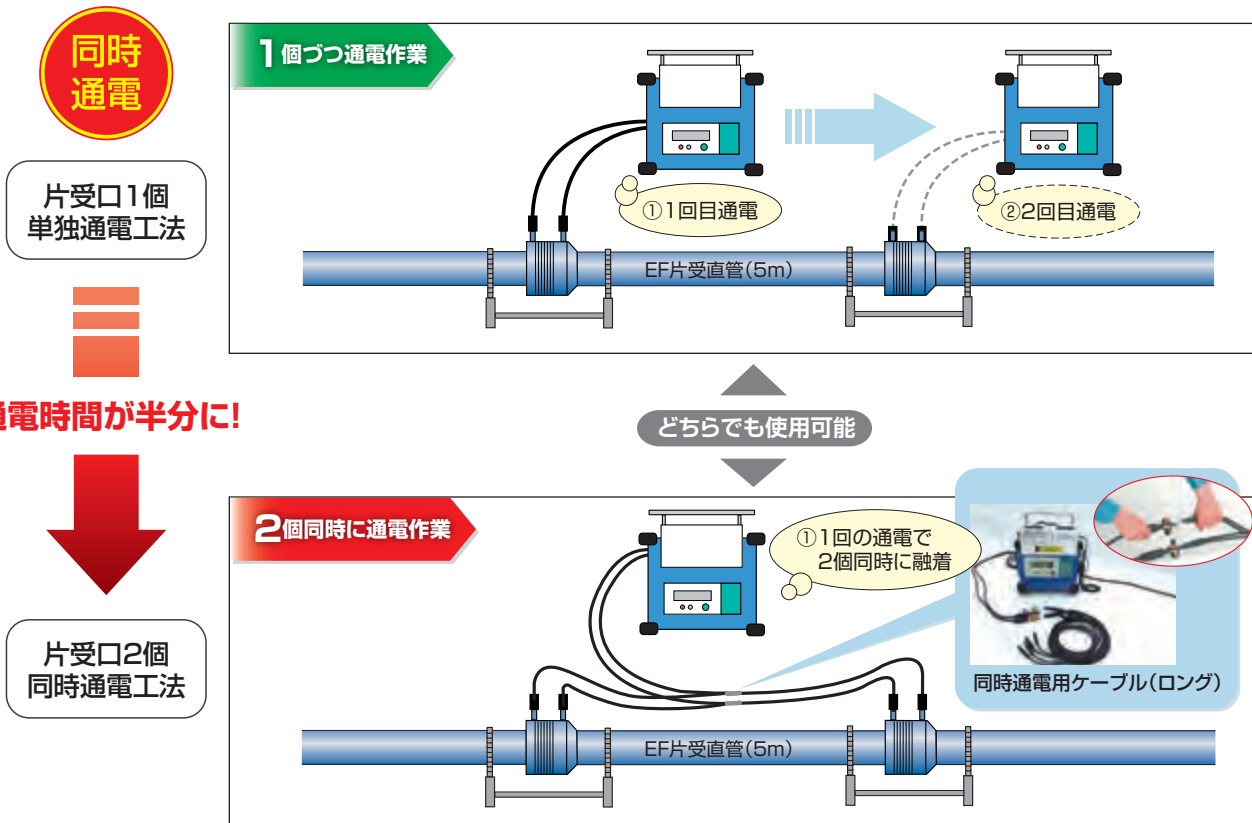 同時
通電
片受口1個
単独通電工法
通電時間が半分に!
片受口2個
同時通電工法
1個づつ通電作業
①1回目通電
②2回目通電
EF片受直管(5m)
どちらでも使用可能
2個同時に通電作業
①1回の通電で
2個同時に融着
同時通電用ケーブル(ロング)
EF片受直管(5m)